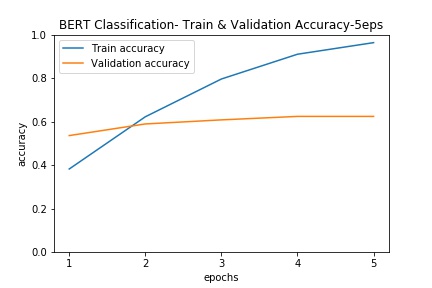 BERT Classification- Train & Validation Accuracy-5eps
1.0
Train accuracy
Validation accuracy
0.8
0.6
accuracy
0.4
0.2
0.0
1 2 3 4 5
epochs